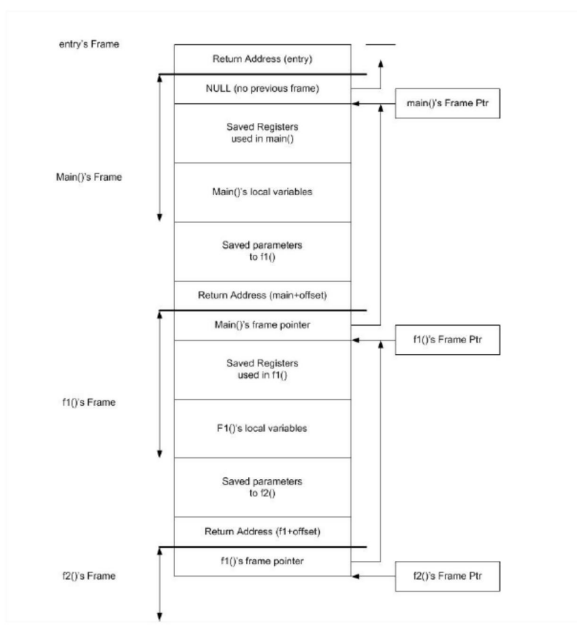 entry's Frame
Return Address (entry)
NULL (no previous frame)
main()'s Frame Ptr
Saved Registers
used in main()
Main()'s Frame
Main()'s local variables
Saved parameters
to f1()
Return Address (main+offset)
Main()'s frame pointer
f1()'s Frame Ptr
Saved Registers
used in f1()
f1()'s Frame
F1()'s local variables
Saved parameters
to f2()
Return Address (f1+offset)
f1()'s frame pointer
f2()'s Frame
f2()'s Frame Ptr